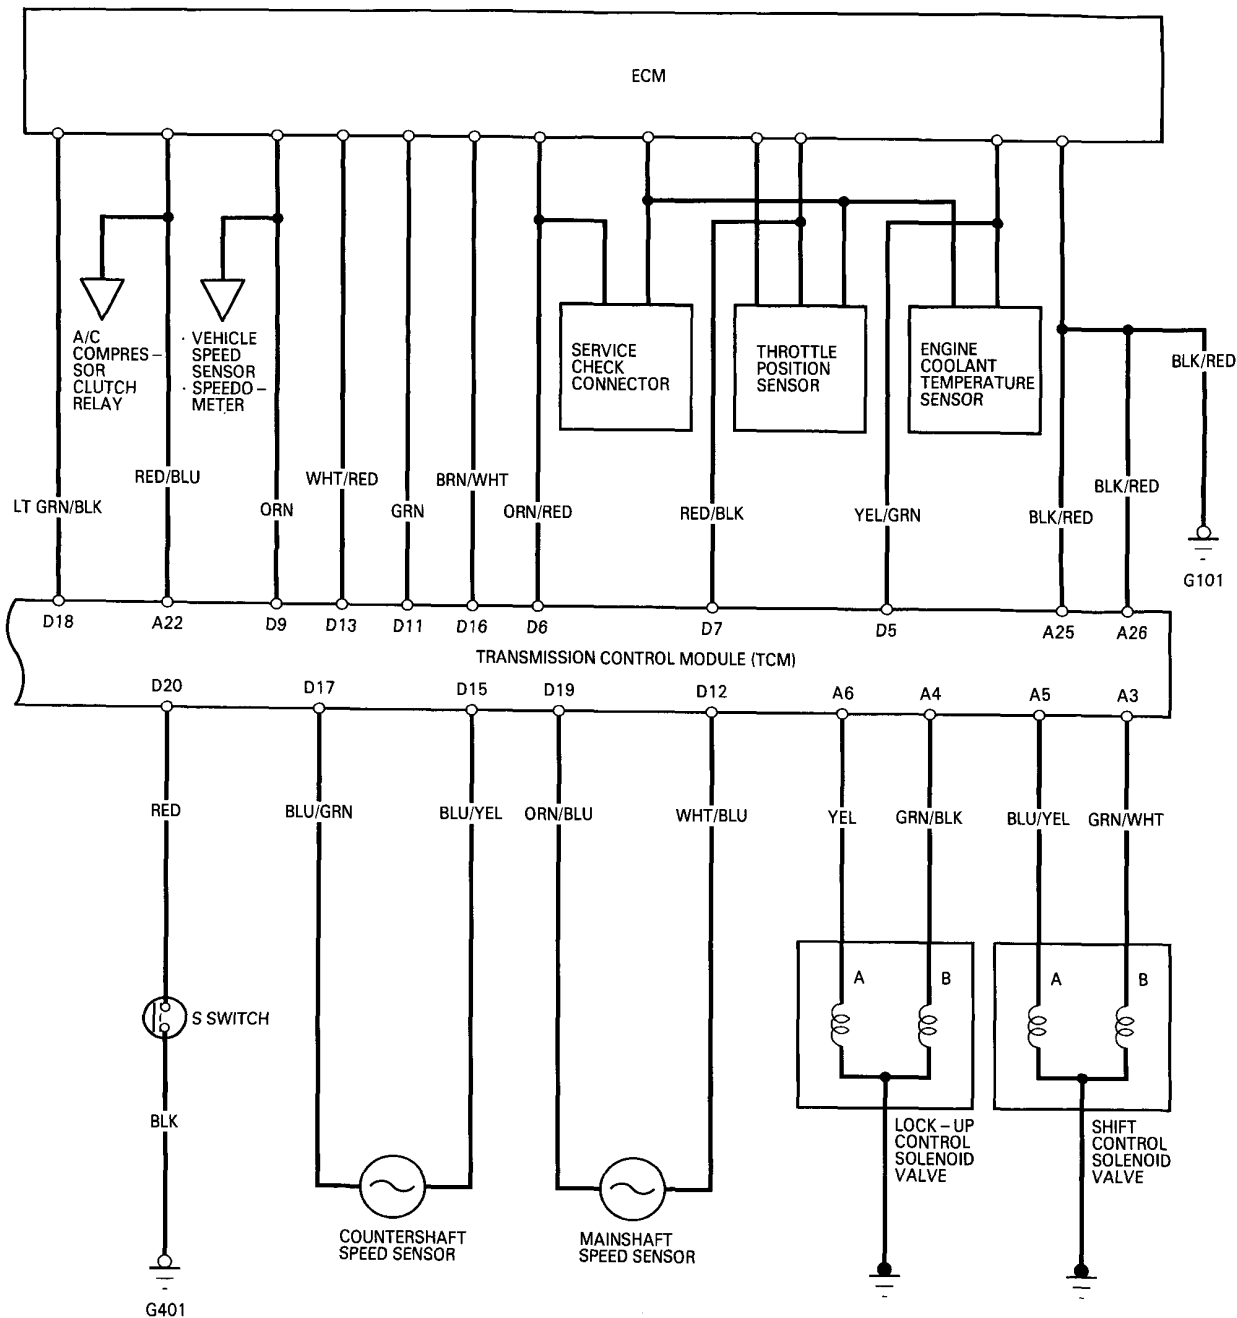 ECM
A/C
COMPRES–
SOR
CLUTCH
RELAY
· VEHICLE
SPEED
SENSOR
· SPEEDO–
METER
SERVICE
CHECK
CONNECTOR
THROTTLE
POSITION
SENSOR
ENGINE
COOLANT
TEMPERATURE
SENSOR
BLK/RED
LT GRN/BLK
RED/BLU
ORN
WHT/RED
GRN
BRN/WHT
ORN/RED
RED/BLK
YEL/GRN
BLK/RED
BLK/RED
G101
D18 A22 D9 D13 D11 D16 D6 D7 D5 A25 A26
TRANSMISSION CONTROL MODULE (TCM)
D20 D17 D15 D19 D12 A6 A4 A5 A3
RED BLU/GRN BLU/YEL ORN/BLU WHT/BLU YEL GRN/BLK BLU/YEL GRN/WHT
A B A B
S SWITCH
BLK
LOCK–UP
CONTROL
SOLENOID
VALVE
SHIFT
CONTROL
SOLENOID
VALVE
COUNTERSHAFT
SPEED SENSOR
MAINSHAFT
SPEED SENSOR
G401